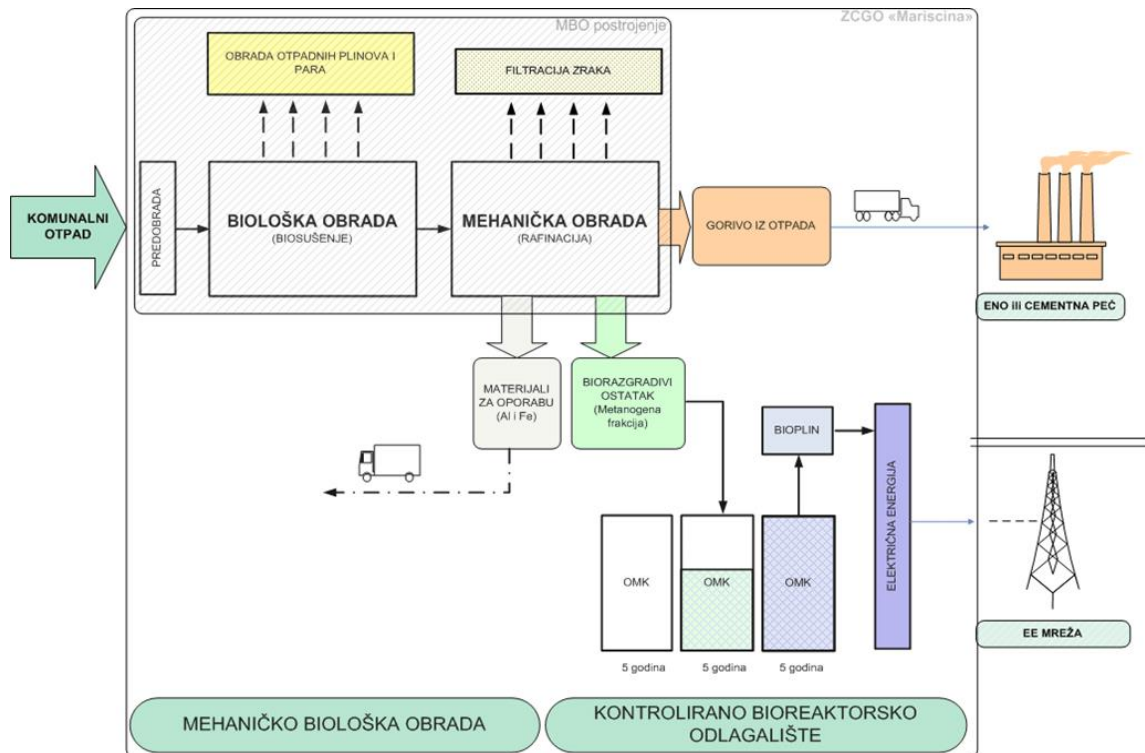 ZCGO «Mariscina»
MBO postrojenje
OBRADA OTPADNIH PLINOVA I
PARA
FILTRACIJA ZRAKA
KOMUNALNI
OTPAD
PREDOBRADA
BIOLOŠKA OBRADA
(BIOSUŠENJE)
MEHANIČKA OBRADA
(RAFINACIJA)
GORIVO IZ OTPADA
ENO ili CEMENTNA PEĆ
MATERIJALI
ZA OPORABU
(Al i Fe)
BIORAZGRADIVI
OSTATAK
(Metanogena
frakcija)
BIOPLIN
ELEKTRIČNA ENERGIJA
OMK
OMK
OMK
5 godina
5 godina
5 godina
EE MREŽA
MEHANIČKO BIOLOŠKA OBRADA
KONTROLIRANO BIOREAKTORSKO
ODLAGALIŠTE